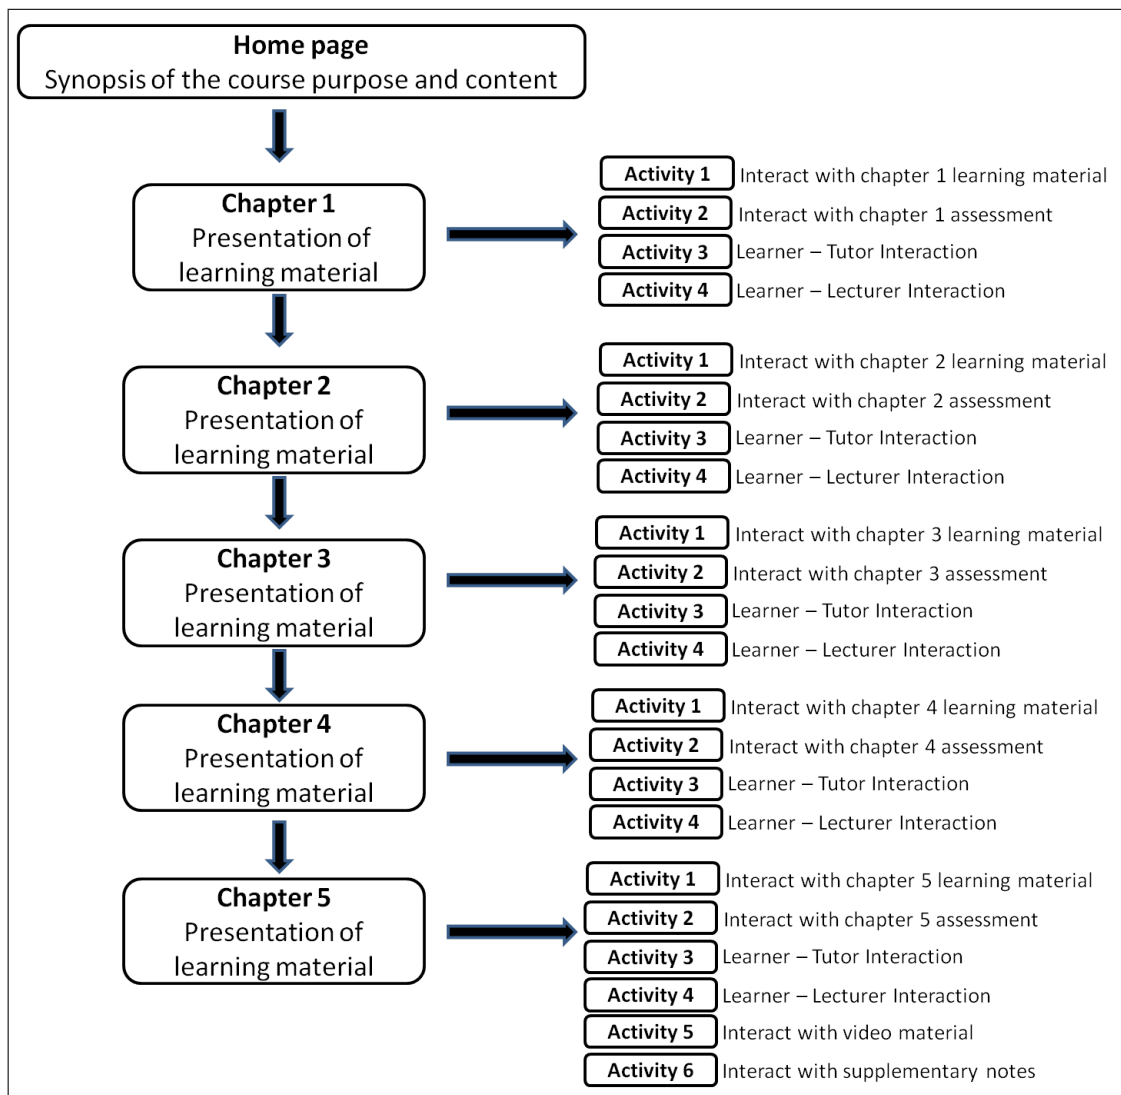 Home page
Synopsis of the course purpose and content
Chapter 1
Presentation of
learning material
Activity 1 Interact with chapter 1 learning material
Activity 2 Interact with chapter 1 assessment
Activity 3 Learner – Tutor Interaction
Activity 4 Learner – Lecturer Interaction
Chapter 2
Presentation of
learning material
Activity 1 Interact with chapter 2 learning material
Activity 2 Interact with chapter 2 assessment
Activity 3 Learner – Tutor Interaction
Activity 4 Learner – Lecturer Interaction
Chapter 3
Presentation of
learning material
Activity 1 Interact with chapter 3 learning material
Activity 2 Interact with chapter 3 assessment
Activity 3 Learner – Tutor Interaction
Activity 4 Learner – Lecturer Interaction
Chapter 4
Presentation of
learning material
Activity 1 Interact with chapter 4 learning material
Activity 2 Interact with chapter 4 assessment
Activity 3 Learner – Tutor Interaction
Activity 4 Learner – Lecturer Interaction
Chapter 5
Presentation of
learning material
Activity 1 Interact with chapter 5 learning material
Activity 2 Interact with chapter 5 assessment
Activity 3 Learner – Tutor Interaction
Activity 4 Learner – Lecturer Interaction
Activity 5 Interact with video material
Activity 6 Interact with supplementary notes